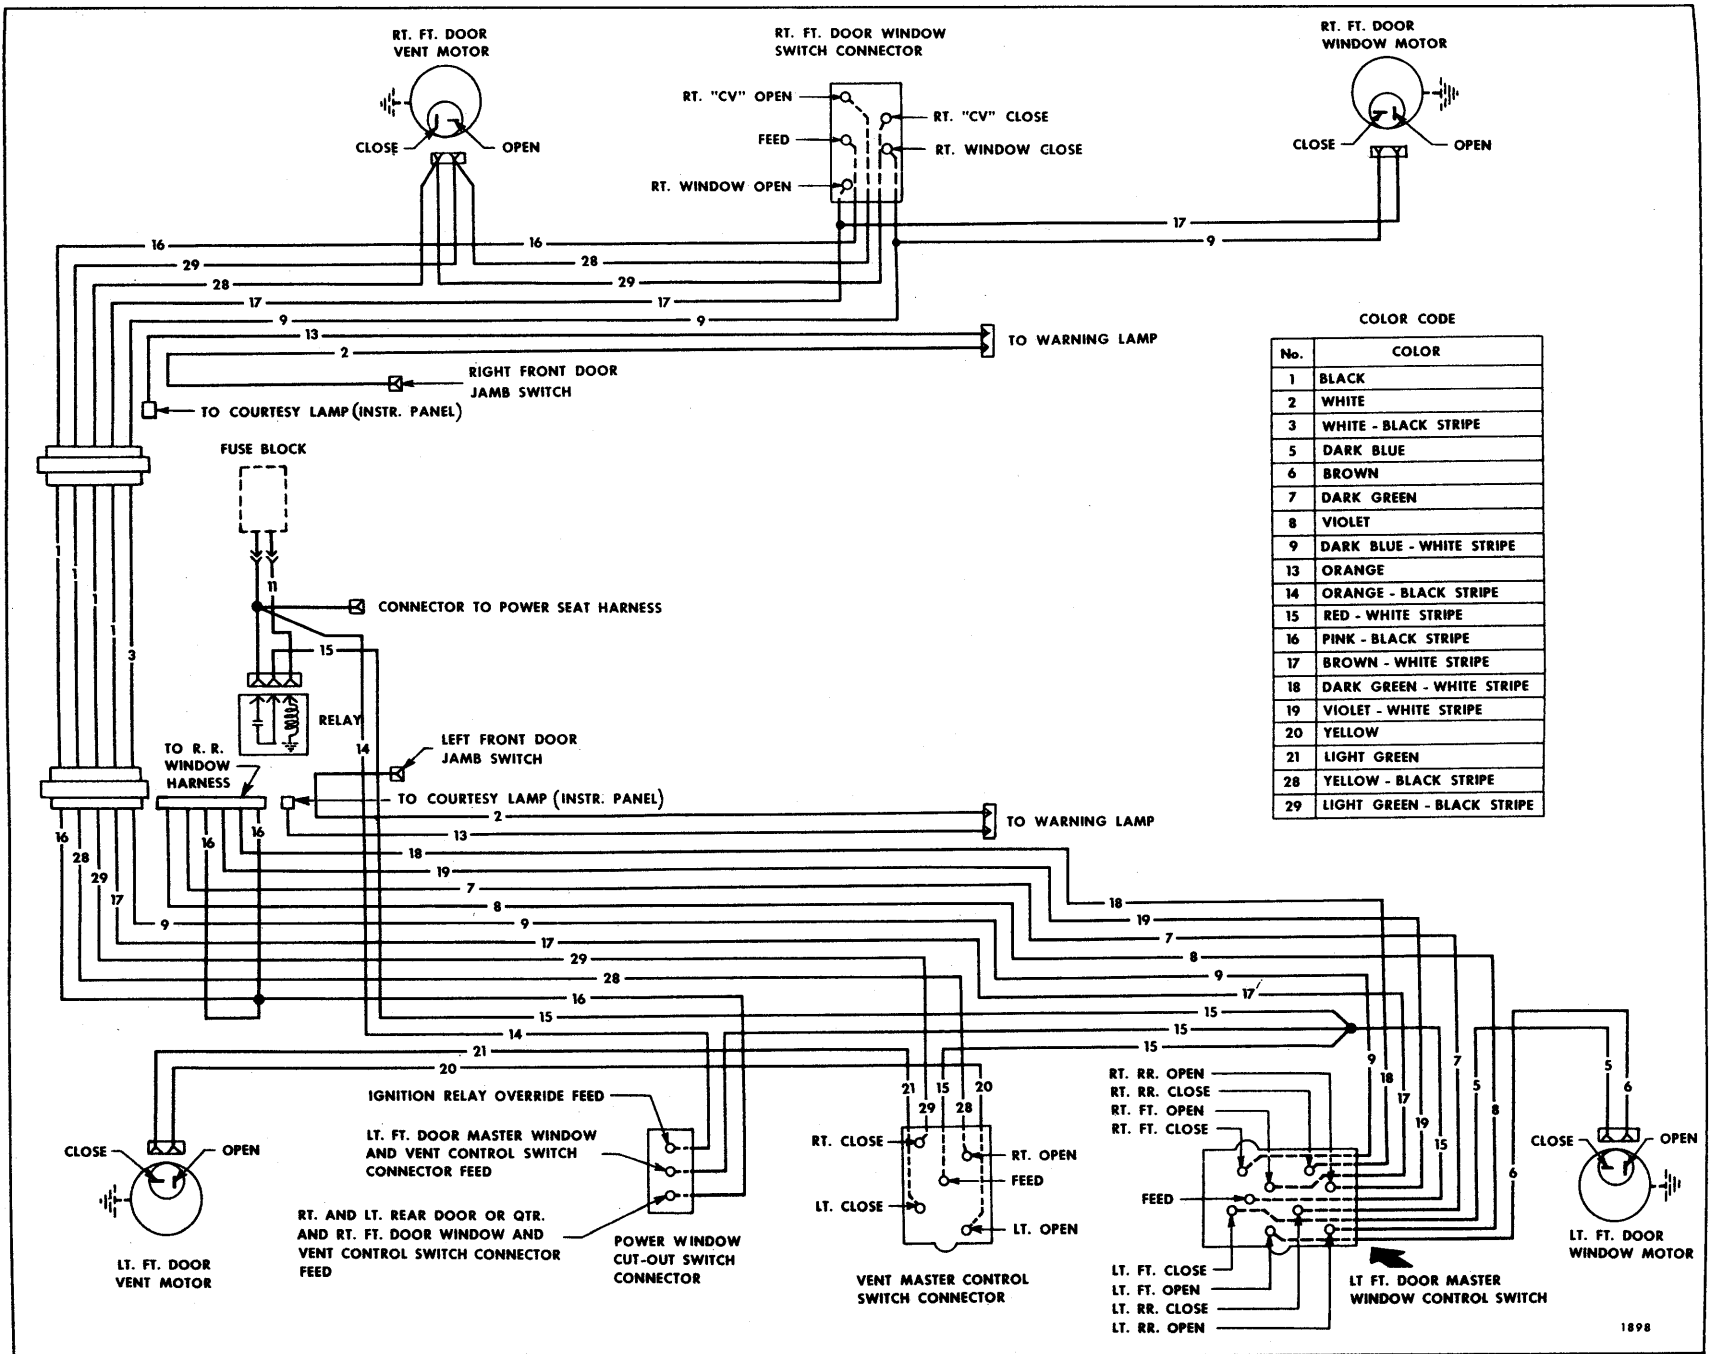 RT. FT. DOOR
VENT MOTOR
CLOSE
OPEN
RT. FT. DOOR WINDOW
SWITCH CONNECTOR
RT. "CV" OPEN
FEED
RT. WINDOW OPEN
RT. "CV" CLOSE
RT. WINDOW CLOSE
RT. FT. DOOR
WINDOW MOTOR
CLOSE
OPEN
17
9
16
16
29
28
28
29
17
17
9
9
13
2
TO WARNING LAMP
RIGHT FRONT DOOR
JAMB SWITCH
TO COURTESY LAMP (INSTR. PANEL)
COLOR CODE
No. COLOR
1 BLACK
2 WHITE
3 WHITE - BLACK STRIPE
5 DARK BLUE
6 BROWN
7 DARK GREEN
8 VIOLET
9 DARK BLUE - WHITE STRIPE
13 ORANGE
14 ORANGE - BLACK STRIPE
15 RED - WHITE STRIPE
16 PINK - BLACK STRIPE
17 BROWN - WHITE STRIPE
18 DARK GREEN - WHITE STRIPE
19 VIOLET - WHITE STRIPE
20 YELLOW
21 LIGHT GREEN
28 YELLOW - BLACK STRIPE
29 LIGHT GREEN - BLACK STRIPE
FUSE BLOCK
1
1
1
1
3
11
CONNECTOR TO POWER SEAT HARNESS
15
RELAY
14
TO R. R.
WINDOW
HARNESS
LEFT FRONT DOOR
JAMB SWITCH
TO COURTESY LAMP (INSTR. PANEL)
2
13
TO WARNING LAMP
16
28
29
17
16
16
18
19
7
8
9
9
17
29
28
16
15
14
21
20
18
19
7
8
9
17
15
15
15
21
29
15
28
20
9
18
17
19
15
7
5
8
6
5
6
CLOSE
OPEN
LT. FT. DOOR
VENT MOTOR
IGNITION RELAY OVERRIDE FEED
LT. FT. DOOR MASTER WINDOW
AND VENT CONTROL SWITCH
CONNECTOR FEED
RT. AND LT. REAR DOOR OR QTR.
AND RT. FT. DOOR WINDOW AND
VENT CONTROL SWITCH CONNECTOR
FEED
POWER WINDOW
CUT-OUT SWITCH
CONNECTOR
RT. CLOSE
LT. CLOSE
RT. OPEN
FEED
LT. OPEN
VENT MASTER CONTROL
SWITCH CONNECTOR
RT. RR. OPEN
RT. RR. CLOSE
RT. FT. OPEN
RT. FT. CLOSE
FEED
LT. FT. CLOSE
LT. FT. OPEN
LT. RR. CLOSE
LT. RR. OPEN
LT FT. DOOR MASTER
WINDOW CONTROL SWITCH
CLOSE
OPEN
LT. FT. DOOR
WINDOW MOTOR
1898